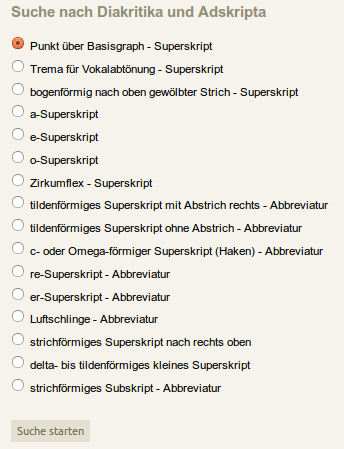 Suche nach Diakritika und Adskripta
Punkt über Basisgraph - Superskript
Trema für Vokalabtönung - Superskript
bogenförmig nach oben gewölbter Strich - Superskript
a-Superskript
e-Superskript
o-Superskript
Zirkumflex - Superskript
tildenförmiges Superskript mit Abstrich rechts - Abbreviatur
tildenförmiges Superskript ohne Abstrich - Abbreviatur
c- oder Omega-förmiger Superskript (Haken) - Abbreviatur
re-Superskript - Abbreviatur
er-Superskript - Abbreviatur
Luftschlinge - Abbreviatur
strichförmiges Superskript nach rechts oben
delta- bis tildenförmiges kleines Superskript
strichförmiges Subskript - Abbreviatur
Suche starten